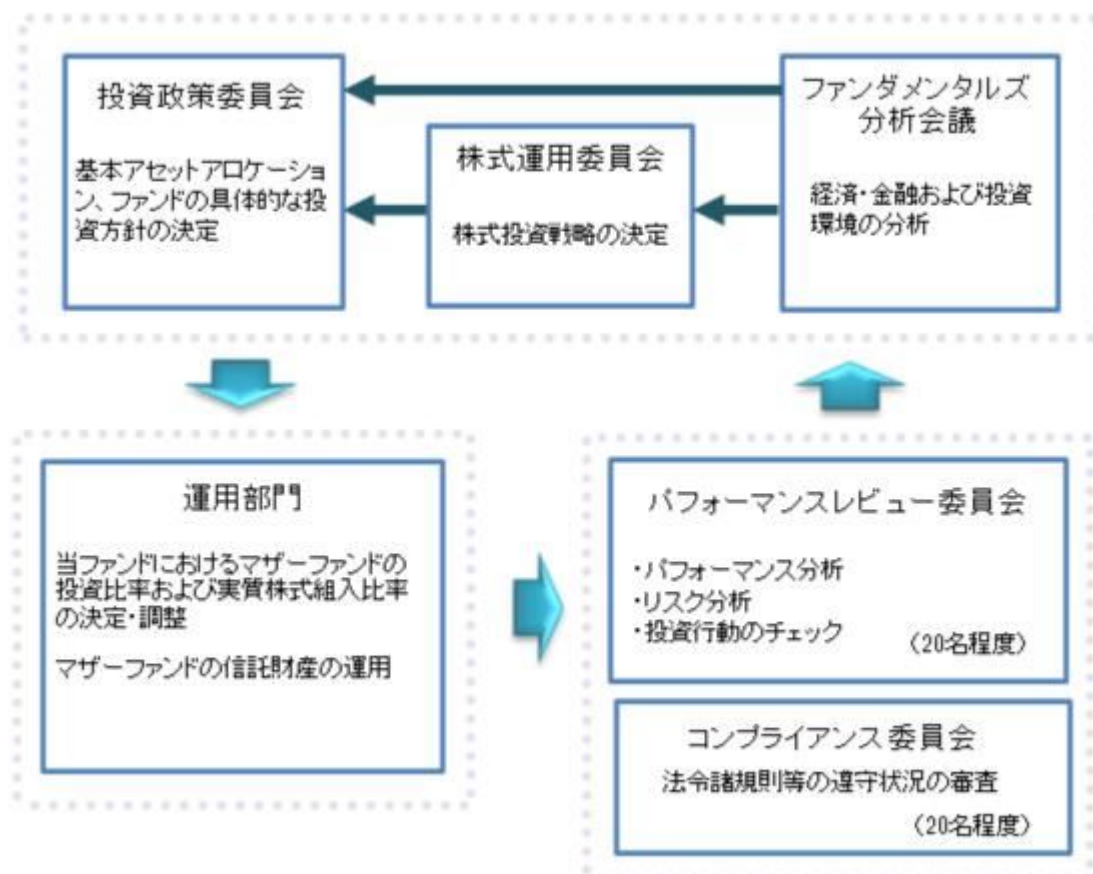 投資政策委員会
基本アセットアロケーショ
ン、ファンドの具体的な投
資方針の決定
株式運用委員会
株式投資戦略の決定
ファンダメンタルズ
分析会議
経済・金融および投資
環境の分析
運用部門
当ファンドにおけるマザーファンドの
投資比率および実質株式組入比率
の決定・調整
マザーファンドの信託財産の運用
パフォーマンスレビュー委員会
・パフォーマンス分析
・リスク分析
・投資行動のチェック
（20名程度）
コンプライアンス委員会
法令諸規則等の遵守状況の審査
（20名程度）